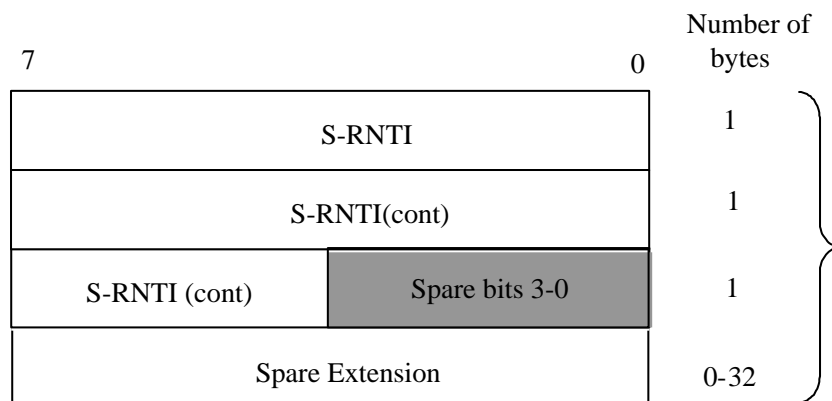 Number of
bytes
7
0
S-RNTI
1
S-RNTI(cont)
1
S-RNTI (cont)
Spare bits 3-0
1
Spare Extension
0-32